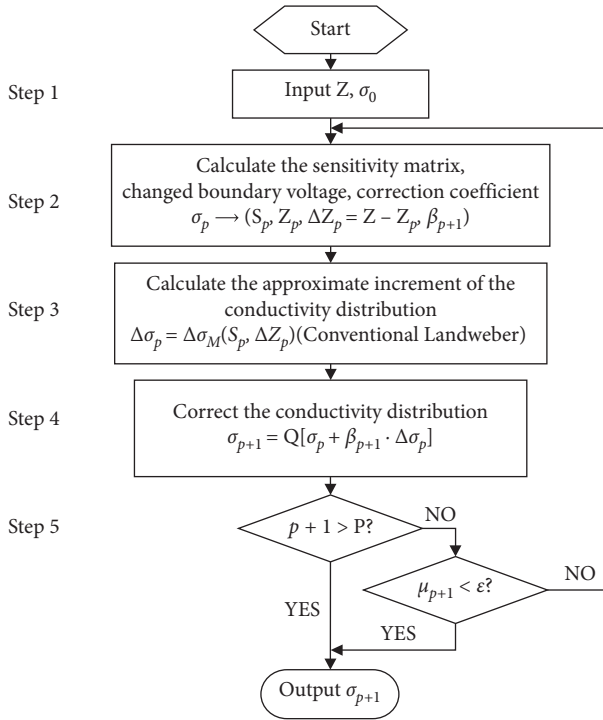 Start
Step 1
Input Z, σ₀
Step 2
Calculate the sensitivity matrix,
changed boundary voltage, correction coefficient
σₚ → (Sₚ, Zₚ, ΔZₚ = Z – Zₚ, βₚ₊₁)
Step 3
Calculate the approximate increment of the
conductivity distribution
Δσₚ = Δσ_M(Sₚ, ΔZₚ)(Conventional Landweber)
Step 4
Correct the conductivity distribution
σₚ₊₁ = Q[σₚ + βₚ₊₁ · Δσₚ]
Step 5
p + 1 > P?
NO
μₚ₊₁ < ε?
NO
YES
YES
Output σₚ₊₁